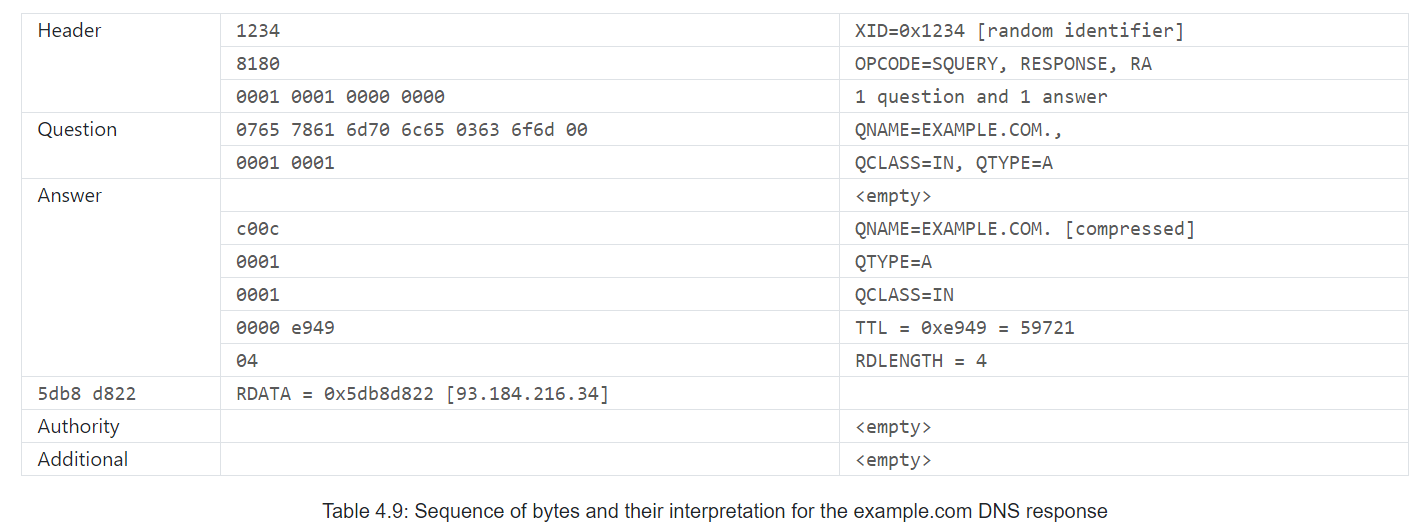 Header 1234 XID=0x1234 [random identifier]
8180 OPCODE=SQUERY, RESPONSE, RA
0001 0001 0000 0000 1 question and 1 answer
Question 0765 7861 6d70 6c65 0363 6f6d 00 QNAME=EXAMPLE.COM.,
0001 0001 QCLASS=IN, QTYPE=A
Answer <empty>
c00c QNAME=EXAMPLE.COM. [compressed]
0001 QTYPE=A
0001 QCLASS=IN
0000 e949 TTL = 0xe949 = 59721
04 RDLENGTH = 4
5db8 d822 RDATA = 0x5db8d822 [93.184.216.34]
Authority <empty>
Additional <empty>
Table 4.9: Sequence of bytes and their interpretation for the example.com DNS response